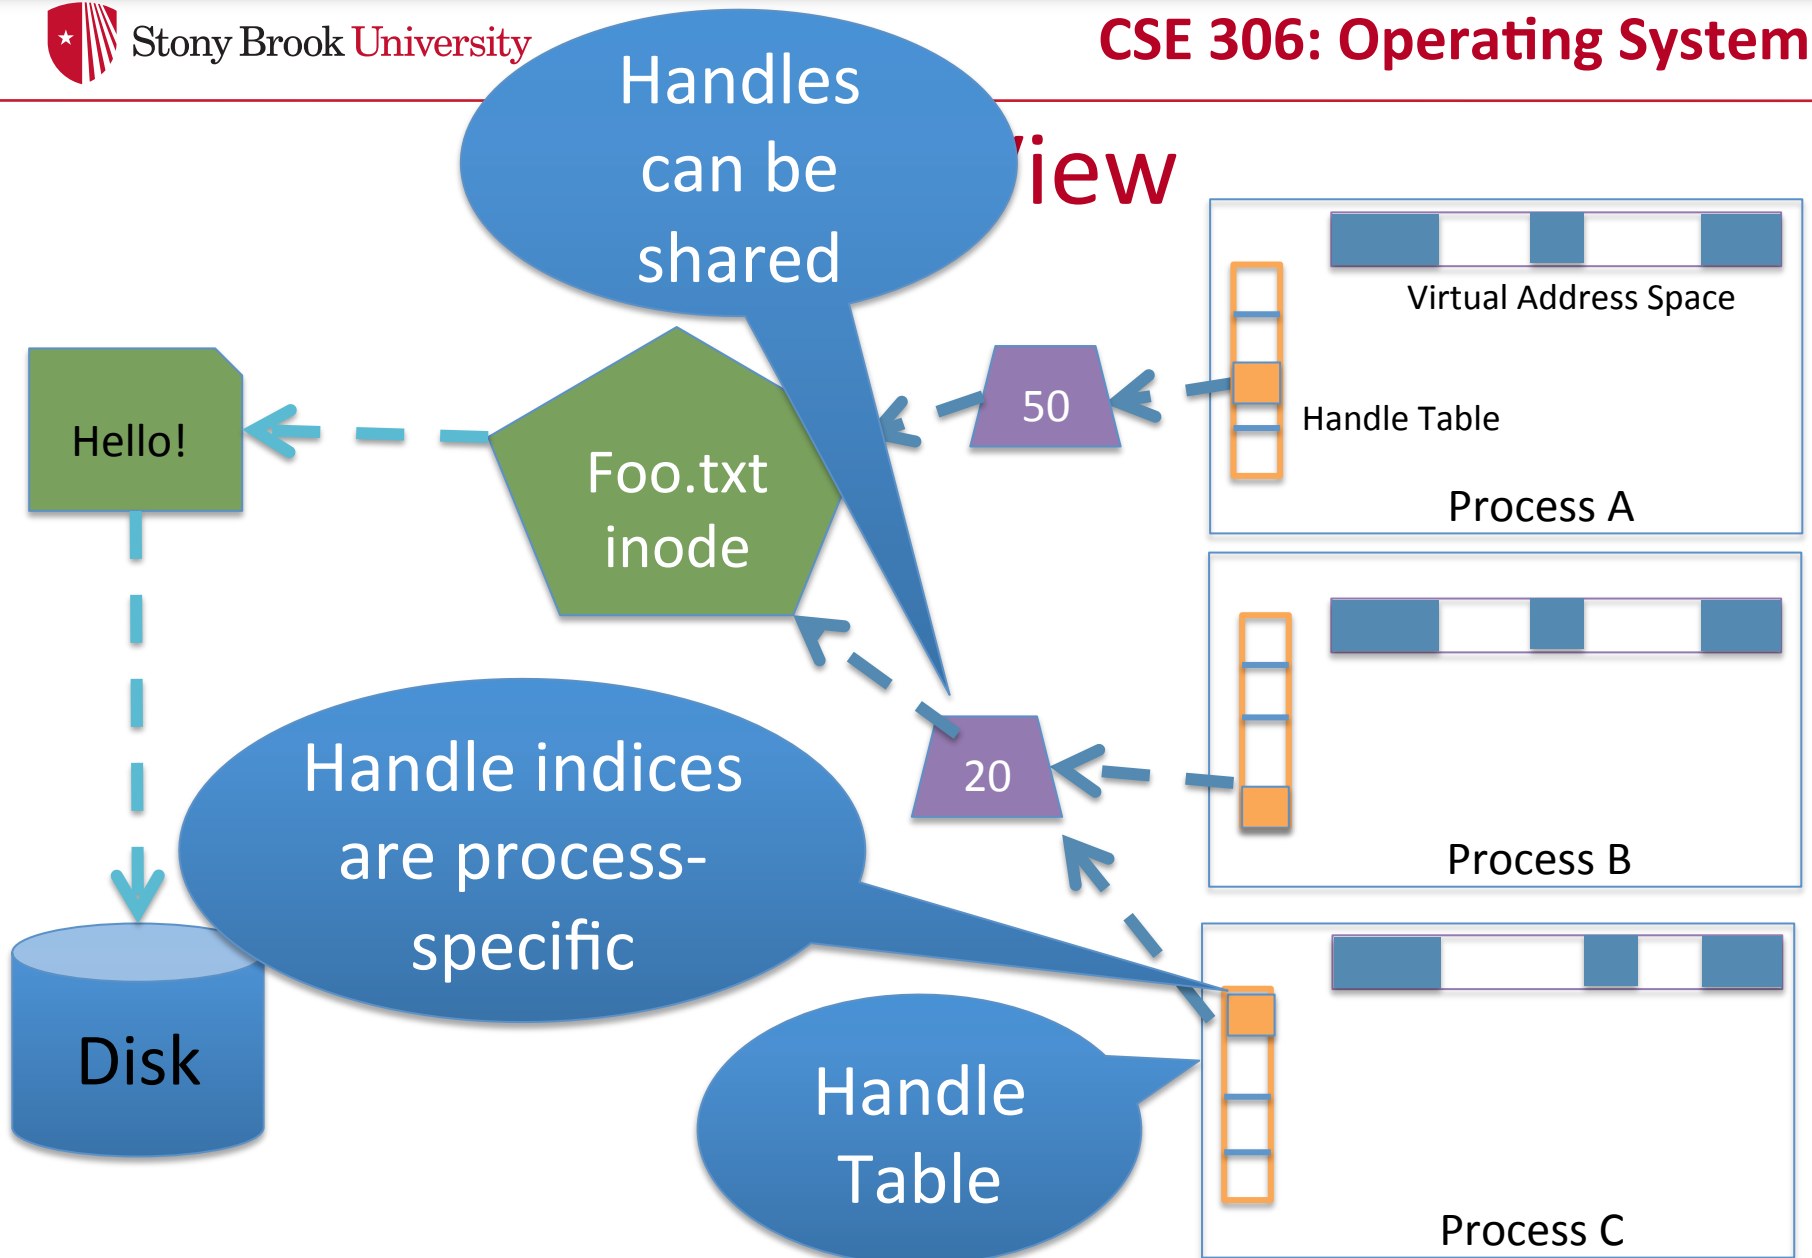 Stony Brook University
CSE 306: Operating System
Handles
can be
shared
iew
Virtual Address Space
Handle Table
Process A
50
Hello!
Foo.txt
inode
Process B
20
Handle indices
are process-
specific
Disk
Handle
Table
Process C